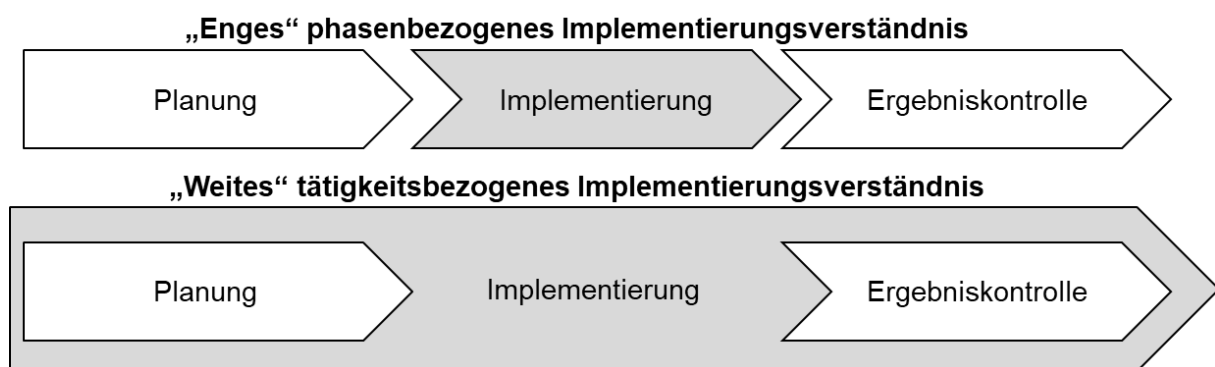 „Enges“ phasenbezogenes Implementierungsverständnis
Planung
Implementierung
Ergebniskontrolle
„Weites“ tätigkeitsbezogenes Implementierungsverständnis
Planung
Implementierung
Ergebniskontrolle